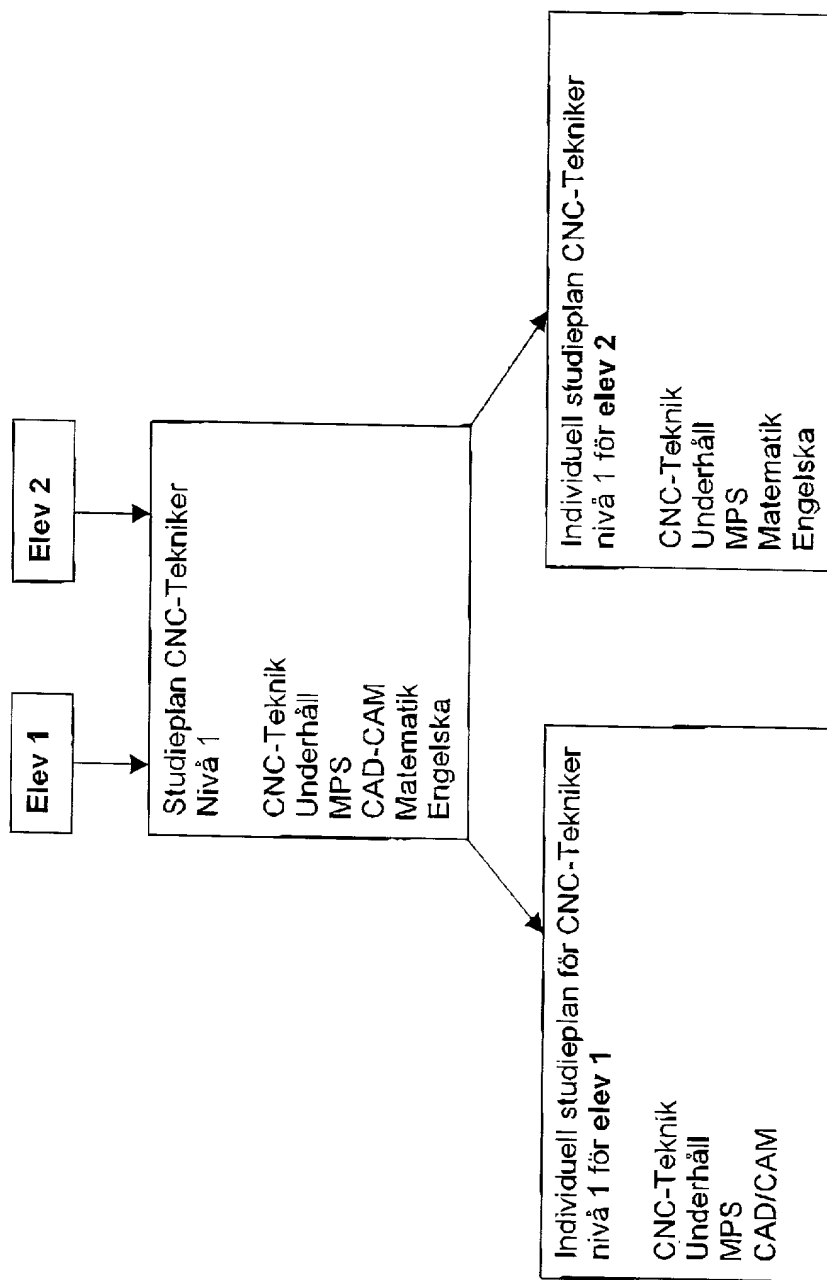 Elev 1
Elev 2
Studieplan CNC-Tekniker
Nivå 1
CNC-Teknik
Underhåll
MPS
CAD-CAM
Matematik
Engelska
Individuell studieplan för CNC-Tekniker
nivå 1 för elev 1
CNC-Teknik
Underhåll
MPS
CAD/CAM
Individuell studieplan CNC-Tekniker
nivå 1 för elev 2
CNC-Teknik
Underhåll
MPS
Matematik
Engelska